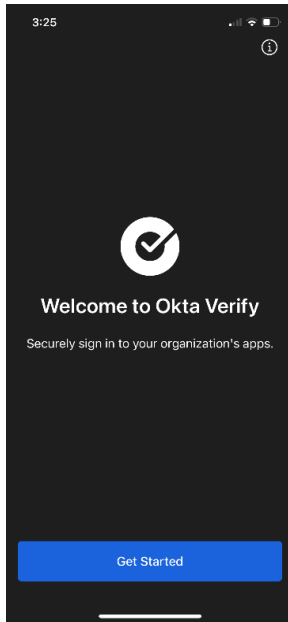 3:25
Welcome to Okta Verify
Securely sign in to your organization's apps.
Get Started